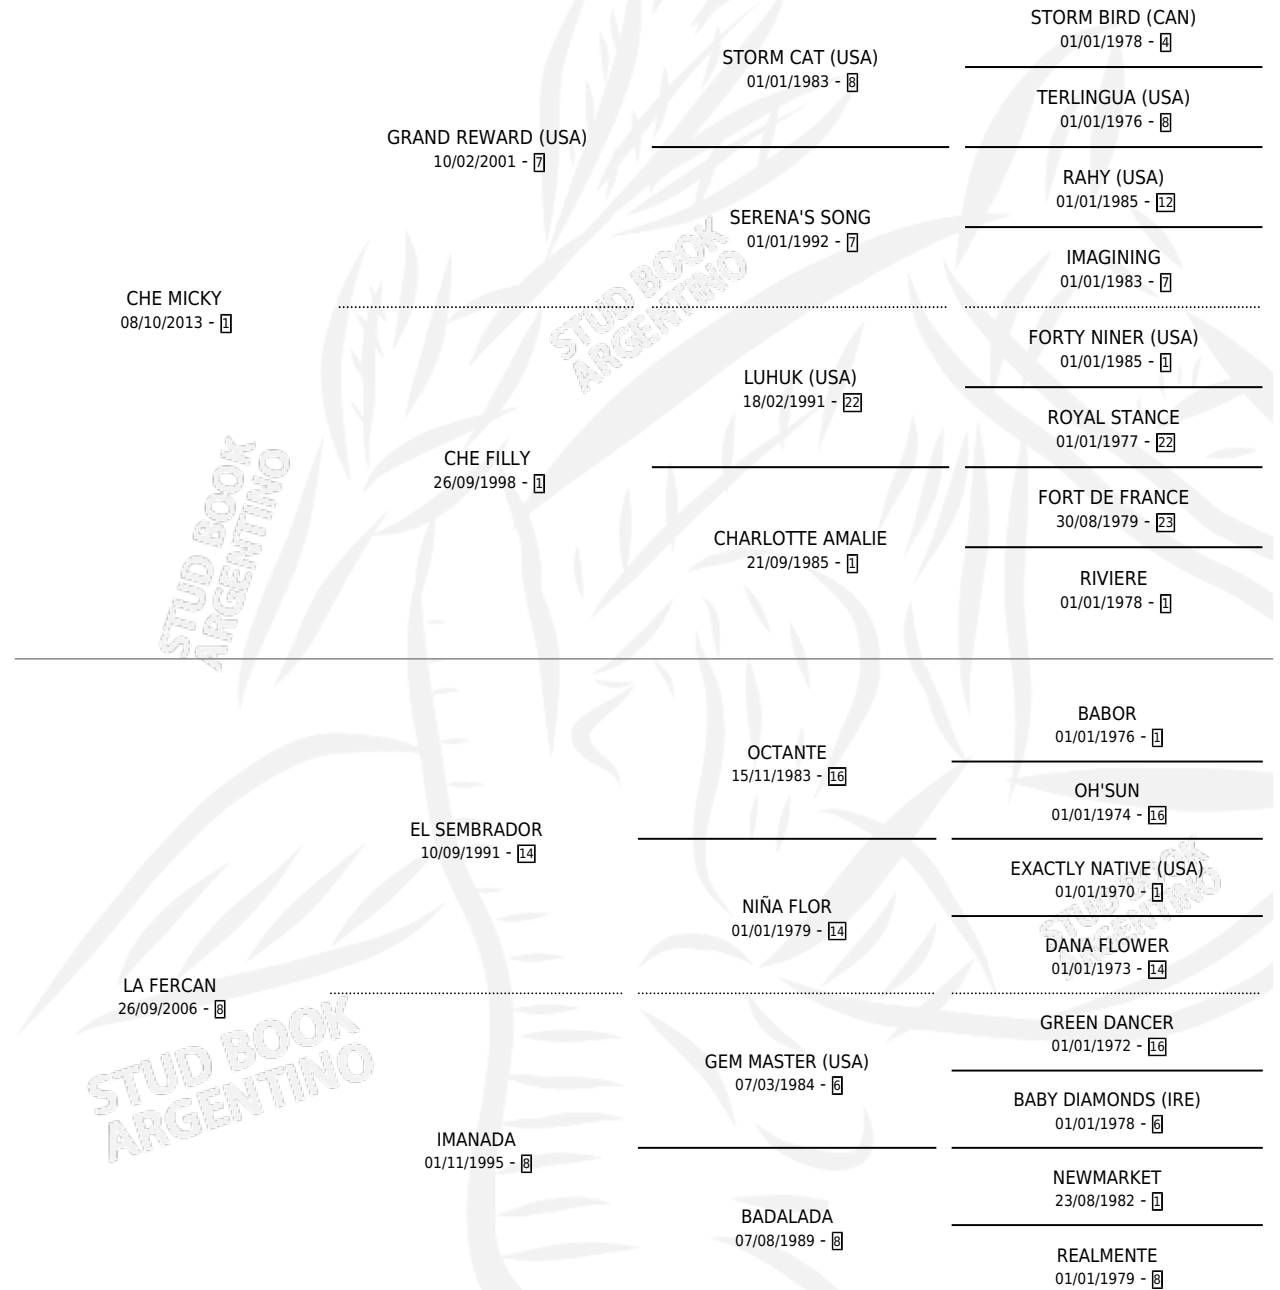 STORM BIRD (CAN)
01/01/1978 - 4
STORM CAT (USA)
01/01/1983 - 8
TERLINGUA (USA)
01/01/1976 - 8
GRAND REWARD (USA)
10/02/2001 - 7
RAHY (USA)
01/01/1985 - 12
SERENA'S SONG
01/01/1992 - 7
IMAGINING
01/01/1983 - 7
CHE MICKY
08/10/2013 - 1
FORTY NINER (USA)
01/01/1985 - 1
LUHUK (USA)
18/02/1991 - 22
ROYAL STANCE
01/01/1977 - 22
CHE FILLY
26/09/1998 - 1
FORT DE FRANCE
30/08/1979 - 23
CHARLOTTE AMALIE
21/09/1985 - 1
RIVIERE
01/01/1978 - 1
BABOR
01/01/1976 - 1
OCTANTE
15/11/1983 - 16
OH'SUN
01/01/1974 - 16
EL SEMBRADOR
10/09/1991 - 14
EXACTLY NATIVE (USA)
01/01/1970 - 1
NIÑA FLOR
01/01/1979 - 14
DANA FLOWER
01/01/1973 - 14
LA FERCAN
26/09/2006 - 8
GREEN DANCER
01/01/1972 - 16
GEM MASTER (USA)
07/03/1984 - 6
BABY DIAMONDS (IRE)
01/01/1978 - 6
IMANADA
01/11/1995 - 8
NEWMARKET
23/08/1982 - 1
BADALADA
07/08/1989 - 8
REALMENTE
01/01/1979 - 8
STUD BOOK
ARGENTINO
STUD BOOK
ARGENTINO
STUD BOOK
ARGENTINO
STUD BOOK
ARGENTINO